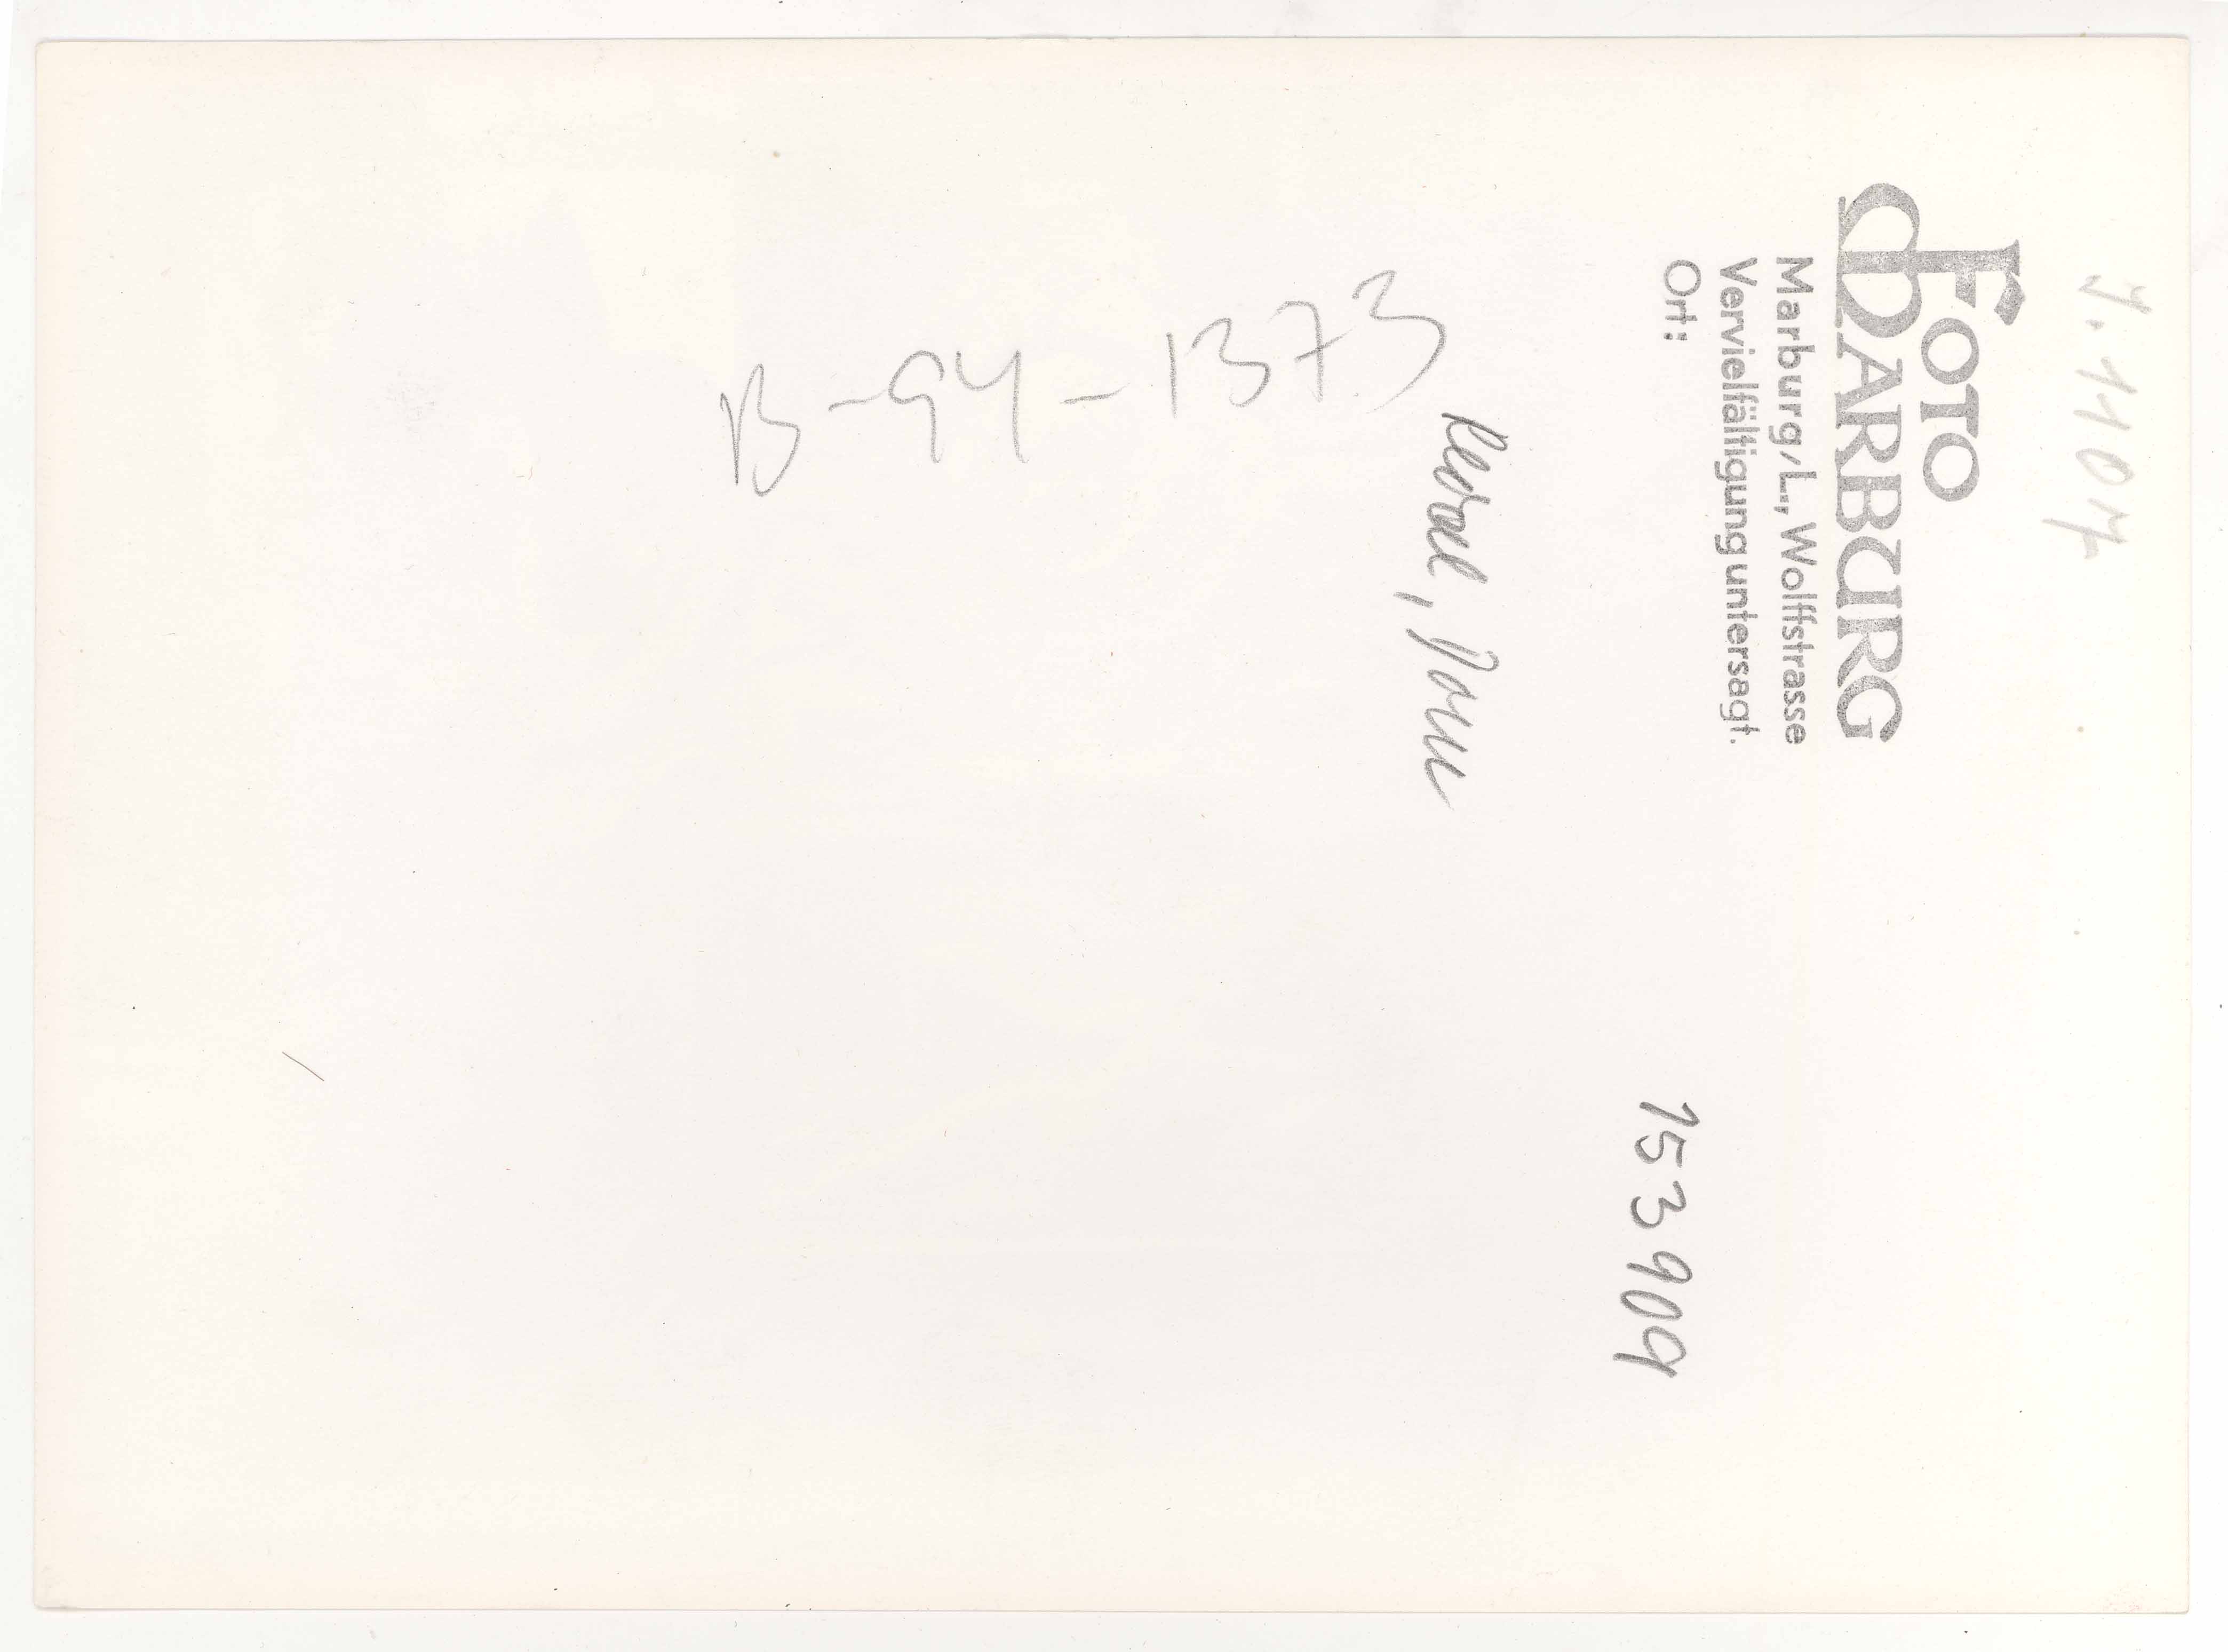 J. 1107
FOTO
MARBURG
Marburg/L., Wolffstrasse
Vervielfältigung untersagt.
Ort:
153909
Reval, Dom
B-94-1373